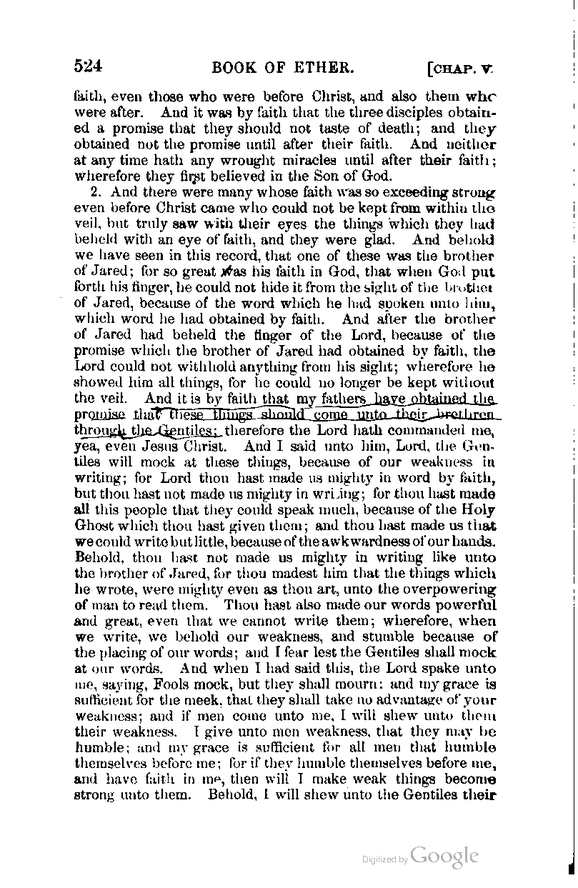 524 BOOK OF ETHER. [CHAP. V.
faith, even those who were before Christ, and also them who
were after. And it was by faith that the three disciples obtain-
ed a promise that they should not taste of death; and they
obtained not the promise until after their faith. And neither
at any time hath any wrought miracles until after their faith;
wherefore they first believed in the Son of God.
2. And there were many whose faith was so exceeding strong
even before Christ came who could not be kept from within the
veil, but truly saw with their eyes the things which they had
beheld with an eye of faith, and they were glad. And behold
we have seen in this record, that one of these was the brother
of Jared; for so great was his faith in God, that when God put
forth his finger, he could not hide it from the sight of the brother
of Jared, because of the word which he had spoken unto him,
which word he had obtained by faith. And after the brother
of Jared had beheld the finger of the Lord, because of the
promise which the brother of Jared had obtained by faith, the
Lord could not withhold anything from his sight; wherefore he
showed him all things, for he could no longer be kept without
the veil. And it is by faith that my fathers have obtained the
promise that these things should come unto their brethren
through the Gentiles; therefore the Lord hath commanded me,
yea, even Jesus Christ. And I said unto him, Lord, the Gen-
tiles will mock at these things, because of our weakness in
writing; for Lord thou hast made us mighty in word by faith,
but thou hast not made us mighty in writing; for thou hast made
all this people that they could speak much, because of the Holy
Ghost which thou hast given them; and thou hast made us that
we could write but little, because of the awkwardness of our hands.
Behold, thou hast not made us mighty in writing like unto
the brother of Jared, for thou madest him that the things which
he wrote, were mighty even as thou art, unto the overpowering
of man to read them. Thou hast also made our words powerful
and great, even that we cannot write them; wherefore, when
we write, we behold our weakness, and stumble because of
the placing of our words; and I fear lest the Gentiles shall mock
at our words. And when I had said this, the Lord spake unto
me, saying, Fools mock, but they shall mourn: and my grace is
sufficient for the meek, that they shall take no advantage of your
weakness; and if men come unto me, I will shew unto them
their weakness. I give unto men weakness, that they may be
humble; and my grace is sufficient for all men that humble
themselves before me; for if they humble themselves before me,
and have faith in me, then will I make weak things become
strong unto them. Behold, I will shew unto the Gentiles their
Digitized by Google